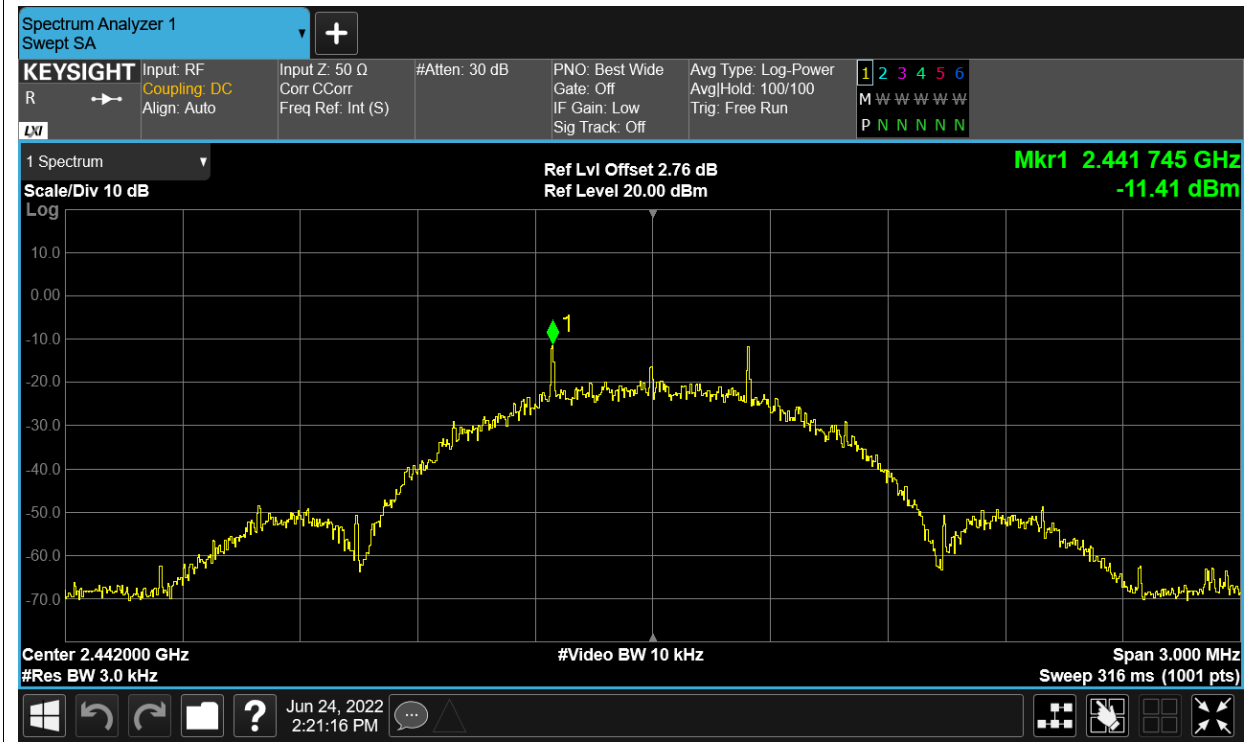 Spectrum Analyzer 1
Swept SA
KEYSIGHT
R
LXI
Input: RF
Coupling: DC
Align: Auto
Input Z: 50 Ω
Corr CCorr
Freq Ref: Int (S)
#Atten: 30 dB
PNO: Best Wide
Gate: Off
IF Gain: Low
Sig Track: Off
Avg Type: Log-Power
Avg|Hold: 100/100
Trig: Free Run
1 2 3 4 5 6
M W W W W W
P N N N N N
1 Spectrum
Scale/Div 10 dB
Log
Ref Lvl Offset 2.76 dB
Ref Level 20.00 dBm
Mkr1 2.441 745 GHz
-11.41 dBm
10.0
0.00
-10.0
-20.0
-30.0
-40.0
-50.0
-60.0
-70.0
1
Center 2.442000 GHz
#Res BW 3.0 kHz
#Video BW 10 kHz
Span 3.000 MHz
Sweep 316 ms (1001 pts)
?
Jun 24, 2022
2:21:16 PM